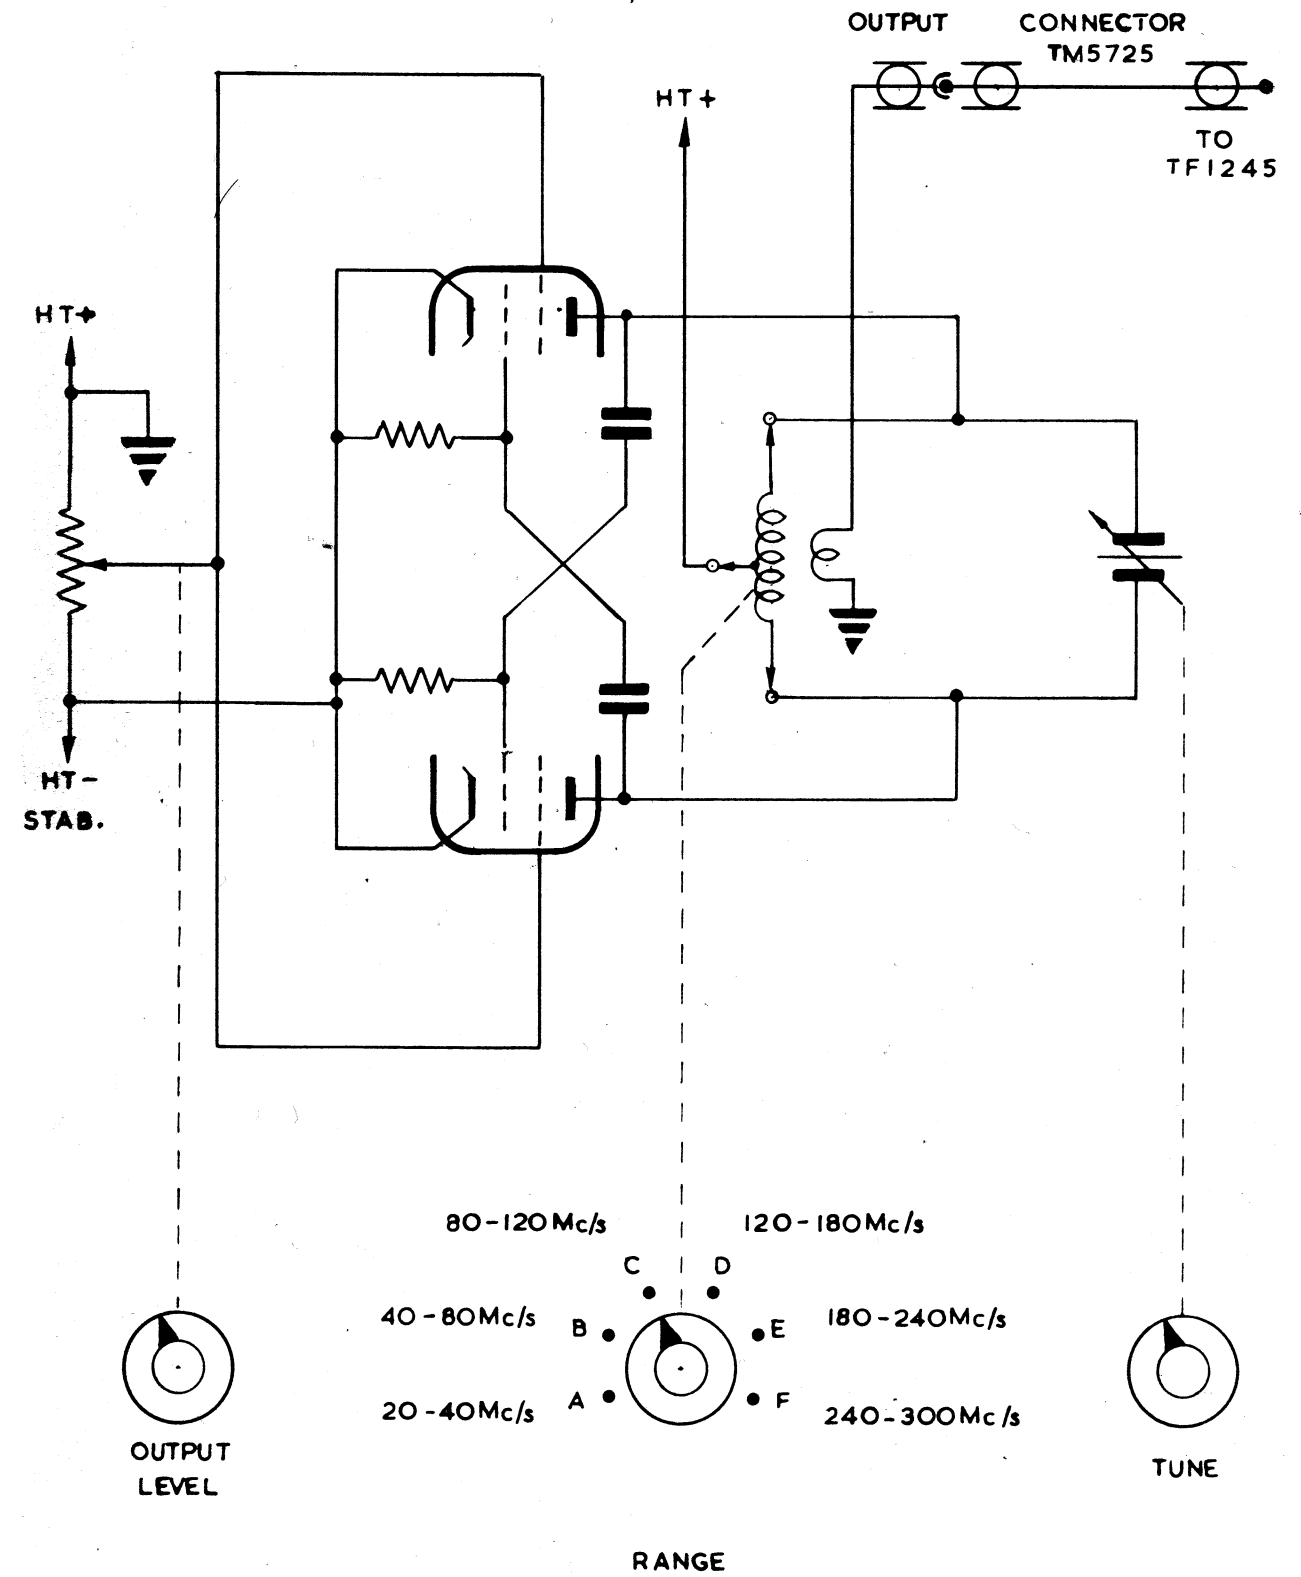 OUTPUT
CONNECTOR
TM5725
HT+
TO
TF1245
HT+
HT-
STAB.
80-120Mc/s
120-180Mc/s
C
D
40-80Mc/s
B
E
180-240Mc/s
20-40Mc/s
A
F
240-300Mc/s
OUTPUT
LEVEL
TUNE
RANGE